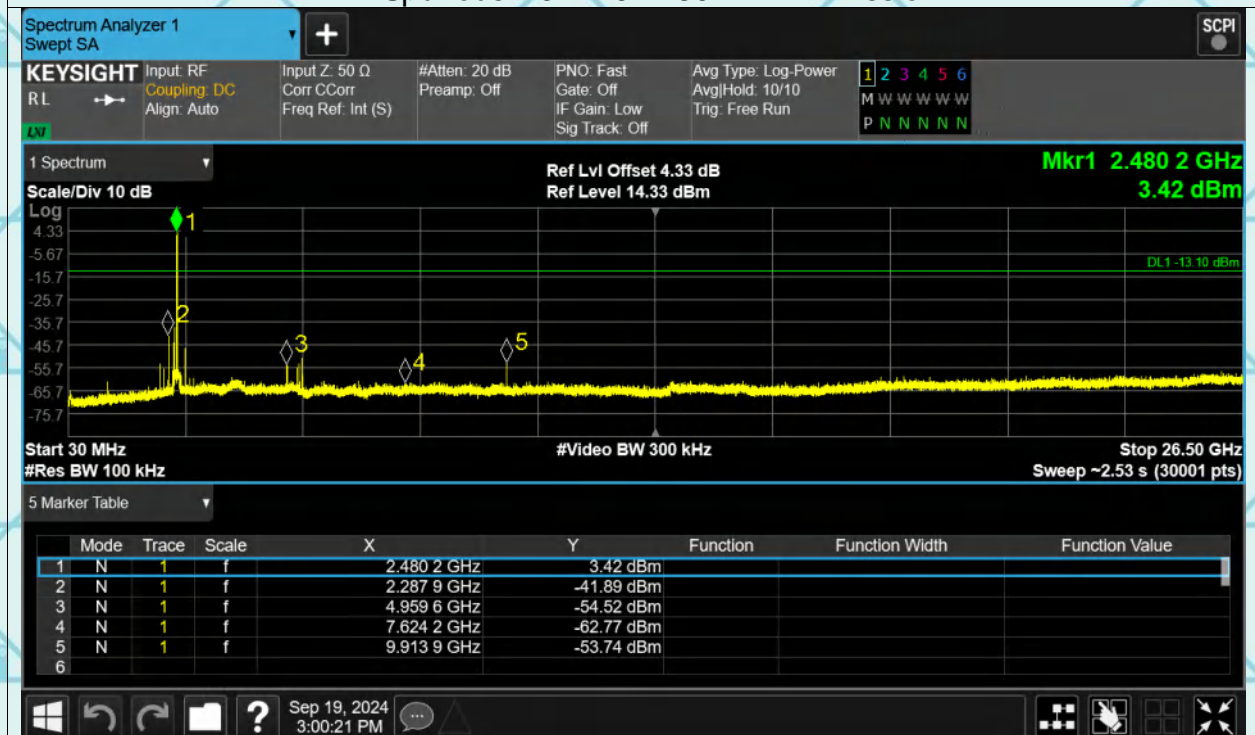 Spectrum Analyzer 1
Swept SA
+
SCPI
KEYSIGHT Input: RF Input Z: 50 Ω #Atten: 20 dB PNO: Fast Avg Type: Log-Power 1 2 3 4 5 6
RL Coupling: DC Corr CCorr Preamp: Off Gate: Off Avg|Hold: 10/10 M W W W W W
Align: Auto Freq Ref: Int (S) IF Gain: Low Trig: Free Run P N N N N N
LXI Sig Track: Off
1 Spectrum Ref Lvl Offset 4.33 dB Mkr1 2.480 2 GHz
Scale/Div 10 dB Ref Level 14.33 dBm 3.42 dBm
Log
1
4.33
-5.67
DL1 -13.10 dBm
-15.7
-25.7
2
-35.7
-45.7 3 5
4
-55.7
-65.7
-75.7
Start 30 MHz #Video BW 300 kHz Stop 26.50 GHz
#Res BW 100 kHz Sweep ~2.53 s (30001 pts)
5 Marker Table
Mode Trace Scale X Y Function Function Width Function Value
1 N 1 f 2.480 2 GHz 3.42 dBm
2 N 1 f 2.287 9 GHz -41.89 dBm
3 N 1 f 4.959 6 GHz -54.52 dBm
4 N 1 f 7.624 2 GHz -62.77 dBm
5 N 1 f 9.913 9 GHz -53.74 dBm
6
? Sep 19, 2024
3:00:21 PM